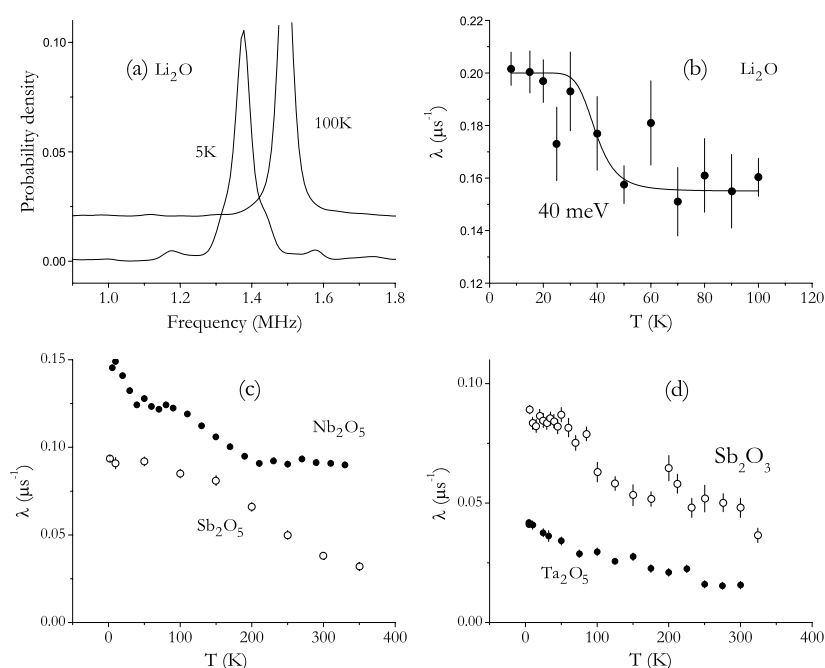 (a) Li₂O
Probability density
0.10
0.05
0.00
5K
100K
1.0 1.2 1.4 1.6 1.8
Frequency (MHz)
(b) Li₂O
λ (μs⁻¹)
0.20
0.18
0.16
0.14
0.12
40 meV
0 20 40 60 80 100 120
T (K)
(c)
λ (μs⁻¹)
0.15
0.10
0.05
0.00
Nb₂O₅
Sb₂O₅
0 100 200 300 400
T (K)
(d)
λ (μs⁻¹)
0.10
0.05
0.00
Sb₂O₃
Ta₂O₅
0 100 200 300 400
T (K)